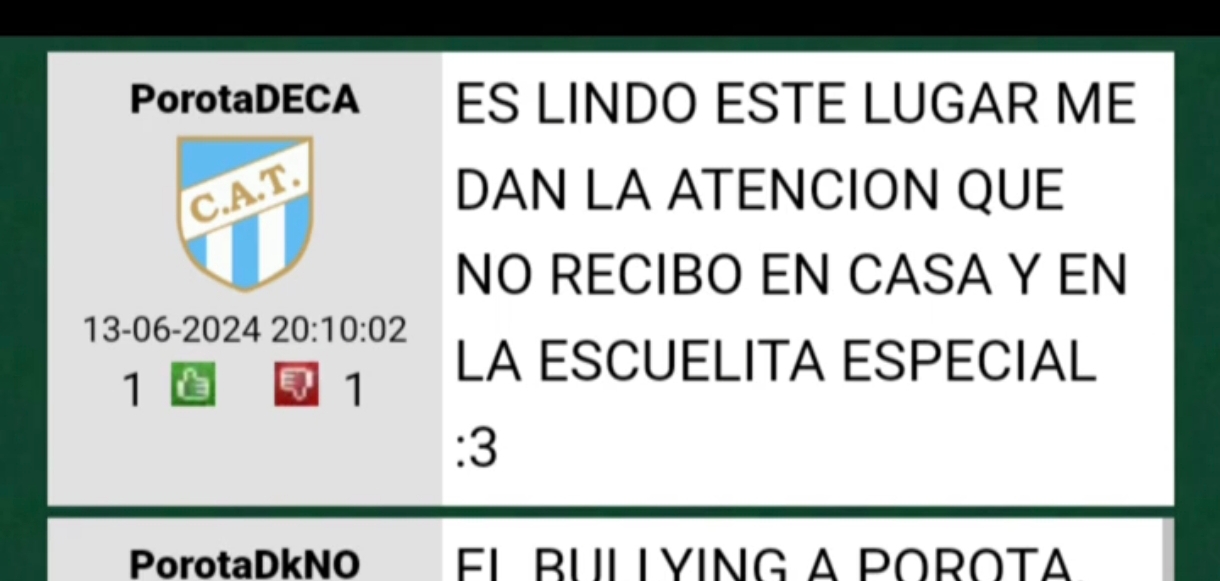 PorotaDECA
C.A.T.
13-06-2024 20:10:02
1 1
ES LINDO ESTE LUGAR ME
DAN LA ATENCION QUE
NO RECIBO EN CASA Y EN
LA ESCUELITA ESPECIAL
:3
PorotaDkNO
EL BULLYING A POROTA.